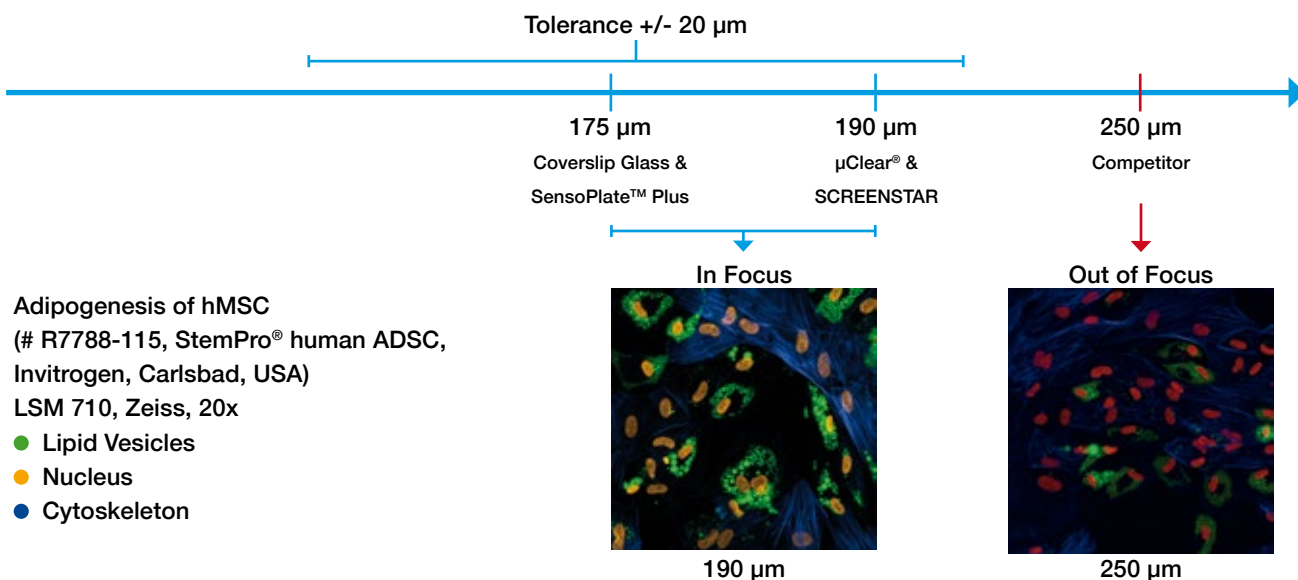 Tolerance +/- 20 µm
175 µm
Coverslip Glass &
SensoPlate™ Plus
190 µm
µClear® &
SCREENSTAR
250 µm
Competitor
In Focus
Out of Focus
Adipogenesis of hMSC
(# R7788-115, StemPro® human ADSC,
Invitrogen, Carlsbad, USA)
LSM 710, Zeiss, 20x
Lipid Vesicles
Nucleus
Cytoskeleton
190 µm
250 µm